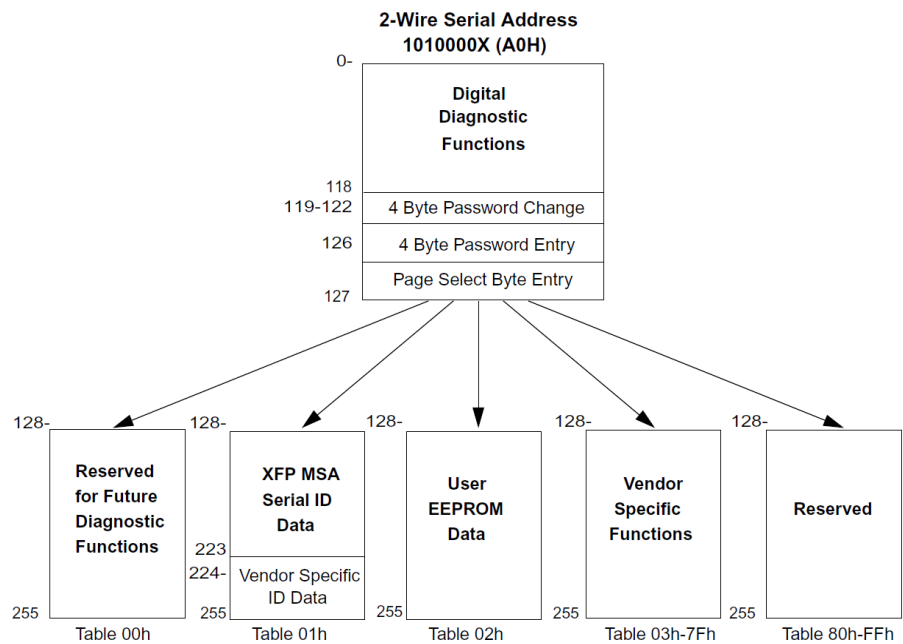 2-Wire Serial Address
1010000X (A0H)
0-
Digital
Diagnostic
Functions
118
119-122
4 Byte Password Change
126
4 Byte Password Entry
Page Select Byte Entry
127
128-
Reserved
for Future
Diagnostic
Functions
255
Table 00h
128-
XFP MSA
Serial ID
Data
223
224-
Vendor Specific
ID Data
255
Table 01h
128-
User
EEPROM
Data
255
Table 02h
128-
Vendor
Specific
Functions
255
Table 03h-7Fh
128-
Reserved
255
Table 80h-FFh